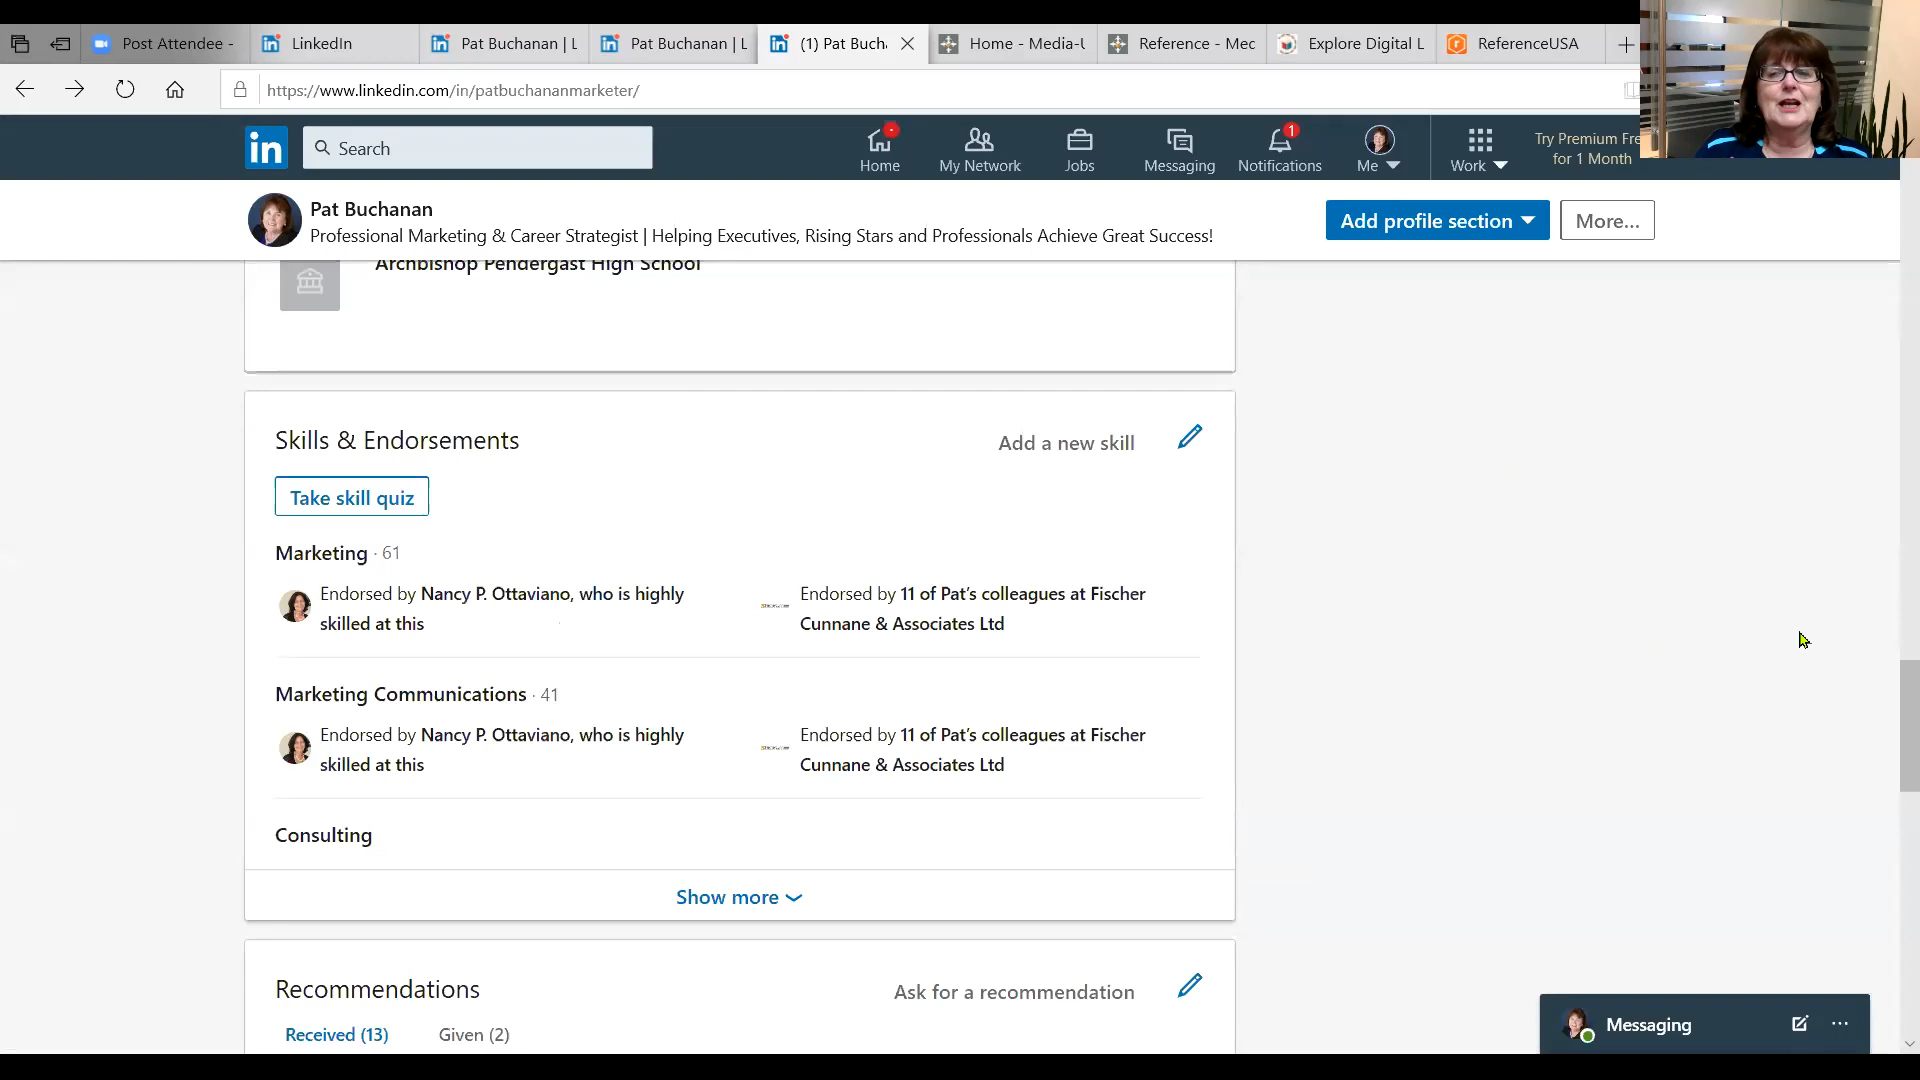 Post Attendee -
LinkedIn
Pat Buchanan | L
Pat Buchanan | L
(1) Pat Buch
Home - Media-U
Reference - Mec
Explore Digital L
ReferenceUSA
https://www.linkedin.com/in/patbuchananmarketer/
in
Search
Home
My Network
Jobs
Messaging
1
Notifications
Me
Work
Try Premium Fre
for 1 Month
Pat Buchanan
Professional Marketing & Career Strategist | Helping Executives, Rising Stars and Professionals Achieve Great Success!
Add profile section
More...
Archbishop Pendergast High School
Skills & Endorsements
Add a new skill
Take skill quiz
Marketing · 61
Endorsed by Nancy P. Ottaviano, who is highly
skilled at this
Endorsed by 11 of Pat's colleagues at Fischer
Cunnane & Associates Ltd
Marketing Communications · 41
Endorsed by Nancy P. Ottaviano, who is highly
skilled at this
Endorsed by 11 of Pat's colleagues at Fischer
Cunnane & Associates Ltd
Consulting
Show more
Recommendations
Ask for a recommendation
Received (13)
Given (2)
Messaging